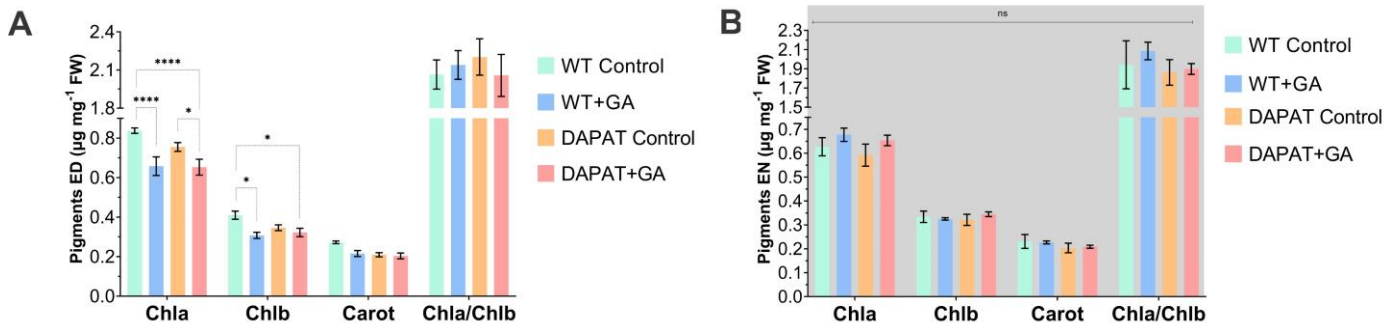 A
Pigments ED (µg mg⁻¹ FW)
2.4
2.1
1.8
0.8
0.6
0.4
0.2
0.0
****
****
*
*
*
Chla Chlb Carot Chla/Chlb
WT Control
WT+GA
DAPAT Control
DAPAT+GA
B
Pigments EN (µg mg⁻¹ FW)
ns
2.3
2.1
1.9
1.7
1.5
0.7
0.6
0.5
0.3
0.2
0.1
0.0
Chla Chlb Carot Chla/Chlb
WT Control
WT+GA
DAPAT Control
DAPAT+GA